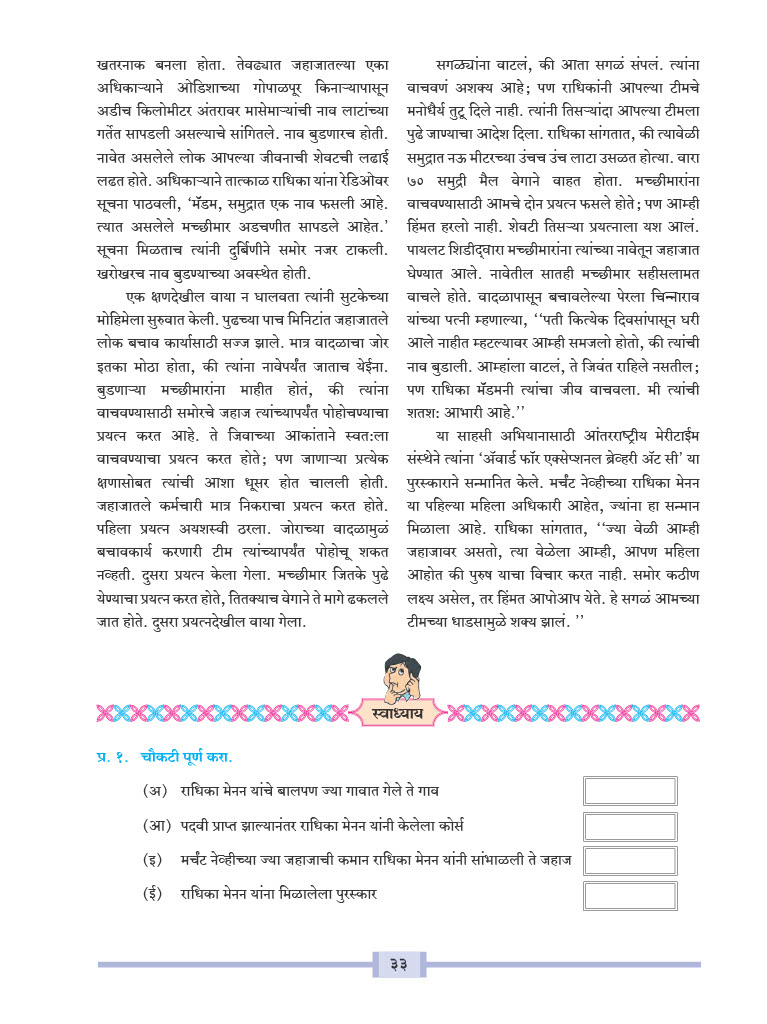 खतरनाक बनला होता. तेवढ्यात जहाजातल्या एका
अधिकाऱ्याने ओडिशाच्या गोपाळपूर किनाऱ्यापासून
अडीच किलोमीटर अंतरावर मासेमाऱ्यांची नाव लाटांच्या
गर्तेत सापडली असल्याचे सांगितले. नाव बुडणारच होती.
नावेत असलेले लोक आपल्या जीवनाची शेवटची लढाई
लढत होते. अधिकाऱ्याने तात्काळ राधिका यांना रेडिओवर
सूचना पाठवली, ‘मॅडम, समुद्रात एक नाव फसली आहे.
त्यात असलेले मच्छीमार अडचणीत सापडले आहेत.’
सूचना मिळताच त्यांनी दुर्बिणीने समोर नजर टाकली.
खरोखरच नाव बुडण्याच्या अवस्थेत होती.
एक क्षणदेखील वाया न घालवता त्यांनी सुटकेच्या
मोहिमेला सुरुवात केली. पुढच्या पाच मिनिटांत जहाजातले
लोक बचाव कार्यासाठी सज्ज झाले. मात्र वादळाचा जोर
इतका मोठा होता, की त्यांना नावेपर्यंत जाताच येईना.
बुडणाऱ्या मच्छीमारांना माहीत होतं, की त्यांना
वाचवण्यासाठी समोरचे जहाज त्यांच्यापर्यंत पोहोचण्याचा
प्रयत्न करत आहे. ते जिवाच्या आकांताने स्वत:ला
वाचवण्याचा प्रयत्न करत होते; पण जाणाऱ्या प्रत्येक
क्षणासोबत त्यांची आशा धूसर होत चालली होती.
जहाजातले कर्मचारी मात्र निकराचा प्रयत्न करत होते.
पहिला प्रयत्न अयशस्वी ठरला. जोराच्या वादळामुळं
बचावकार्य करणारी टीम त्यांच्यापर्यंत पोहोचू शकत
नव्हती. दुसरा प्रयत्न केला गेला. मच्छीमार जितके पुढे
येण्याचा प्रयत्न करत होते, तितक्याच वेगाने ते मागे ढकलले
जात होते. दुसरा प्रयत्नदेखील वाया गेला.
सगळ्यांना वाटलं, की आता सगळं संपलं. त्यांना
वाचवणं अशक्य आहे; पण राधिकांनी आपल्या टीमचे
मनोधैर्य तुटू दिले नाही. त्यांनी तिसऱ्यांदा आपल्या टीमला
पुढे जाण्याचा आदेश दिला. राधिका सांगतात, की त्यावेळी
समुद्रात नऊ मीटरच्या उंचच उंच लाटा उसळत होत्या. वारा
७० समुद्री मैल वेगाने वाहत होता. मच्छीमारांना
वाचवण्यासाठी आमचे दोन प्रयत्न फसले होते; पण आम्ही
हिंमत हरलो नाही. शेवटी तिसऱ्या प्रयत्नाला यश आलं.
पायलट शिडीद्‌वारा मच्छीमारांना त्यांच्या नावेतून जहाजात
घेण्यात आले. नावेतील सातही मच्छीमार सहीसलामत
वाचले होते. वादळापासून बचावलेल्या पेरला चिन्नाराव
यांच्या पत्नी म्हणाल्या, ‘‘पती कित्येक दिवसांपासून घरी
आले नाहीत म्हटल्यावर आम्ही समजलो होतो, की त्यांची
नाव बुडाली. आम्हांला वाटलं, ते जिवंत राहिले नसतील;
पण राधिका मॅडमनी त्यांचा जीव वाचवला. मी त्यांची
शतश: आभारी आहे.’’
या साहसी अभियानासाठी आंतरराष्ट्रीय मेरीटाईम
संस्थेने त्यांना ‘ॲवार्ड फॉर एक्सेप्शनल ब्रेव्हरी ॲट सी’ या
पुरस्काराने सन्मानित केले. मर्चंट नेव्हीच्या राधिका मेनन
या पहिल्या महिला अधिकारी आहेत, ज्यांना हा सन्मान
मिळाला आहे. राधिका सांगतात, ‘‘ज्या वेळी आम्ही
जहाजावर असतो, त्या वेळेला आम्ही, आपण महिला
आहोत की पुरुष याचा विचार करत नाही. समोर कठीण
लक्ष्य असेल, तर हिंमत आपोआप येते. हे सगळं आमच्या
टीमच्या धाडसामुळे शक्य झालं. ’’
स्वाध्याय
प्र. १. चौकटी पूर्ण करा.
(अ) राधिका मेनन यांचे बालपण ज्या गावात गेले ते गाव
(आ) पदवी प्राप्त झाल्यानंतर राधिका मेनन यांनी केलेला कोर्स
(इ) मर्चंट नेव्हीच्या ज्या जहाजाची कमान राधिका मेनन यांनी सांभाळली ते जहाज
(ई) राधिका मेनन यांना मिळालेला पुरस्कार
३३